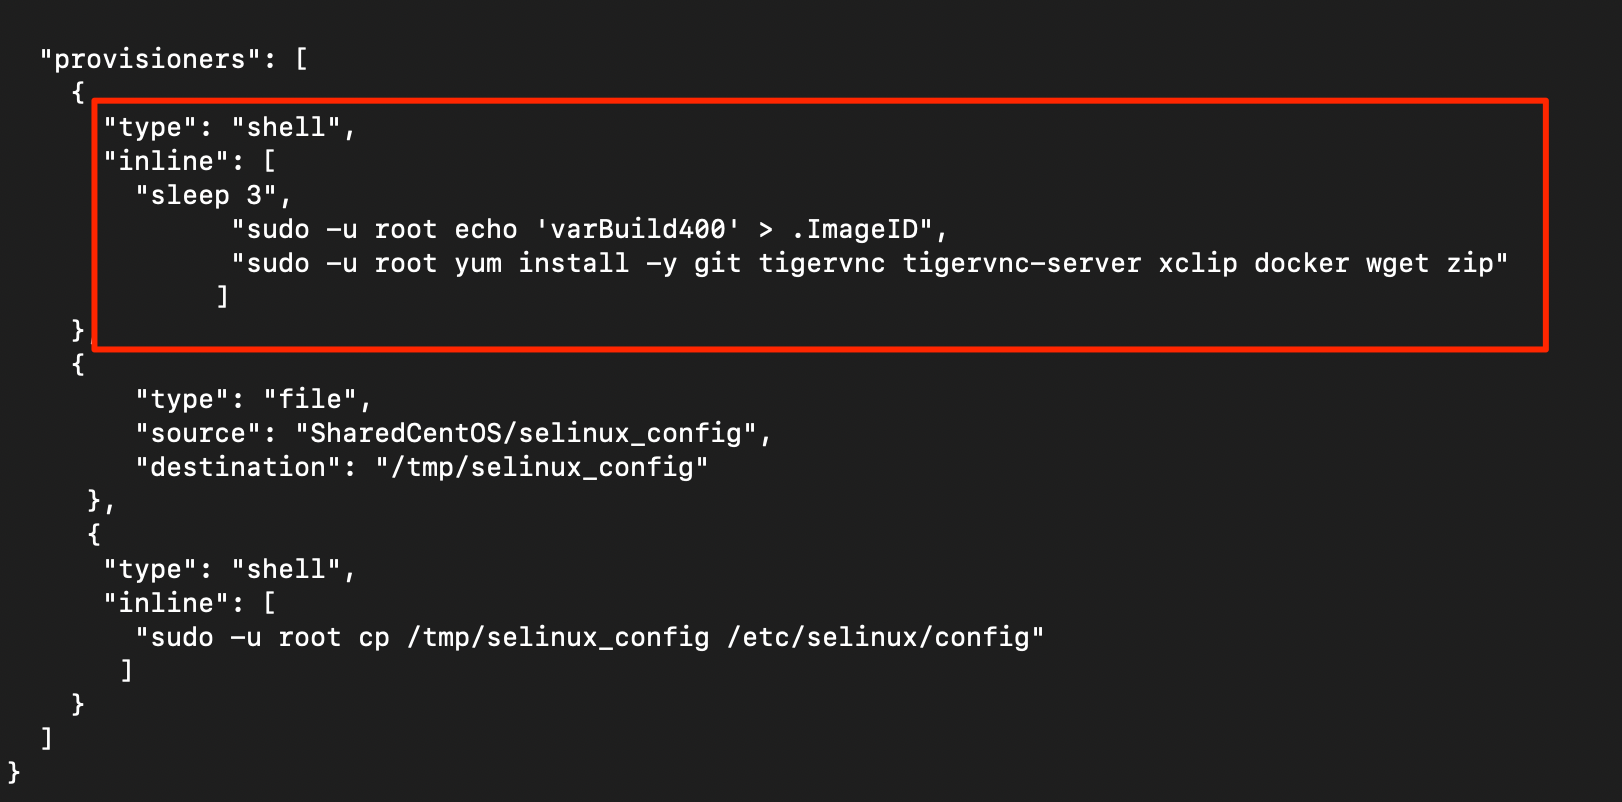 "provisioners": [
{
"type": "shell",
"inline": [
"sleep 3",
"sudo -u root echo 'varBuild400' > .ImageID",
"sudo -u root yum install -y git tigervnc tigervnc-server xclip docker wget zip"
]
},
{
"type": "file",
"source": "SharedCentOS/selinux_config",
"destination": "/tmp/selinux_config"
},
{
"type": "shell",
"inline": [
"sudo -u root cp /tmp/selinux_config /etc/selinux/config"
]
}
]
}